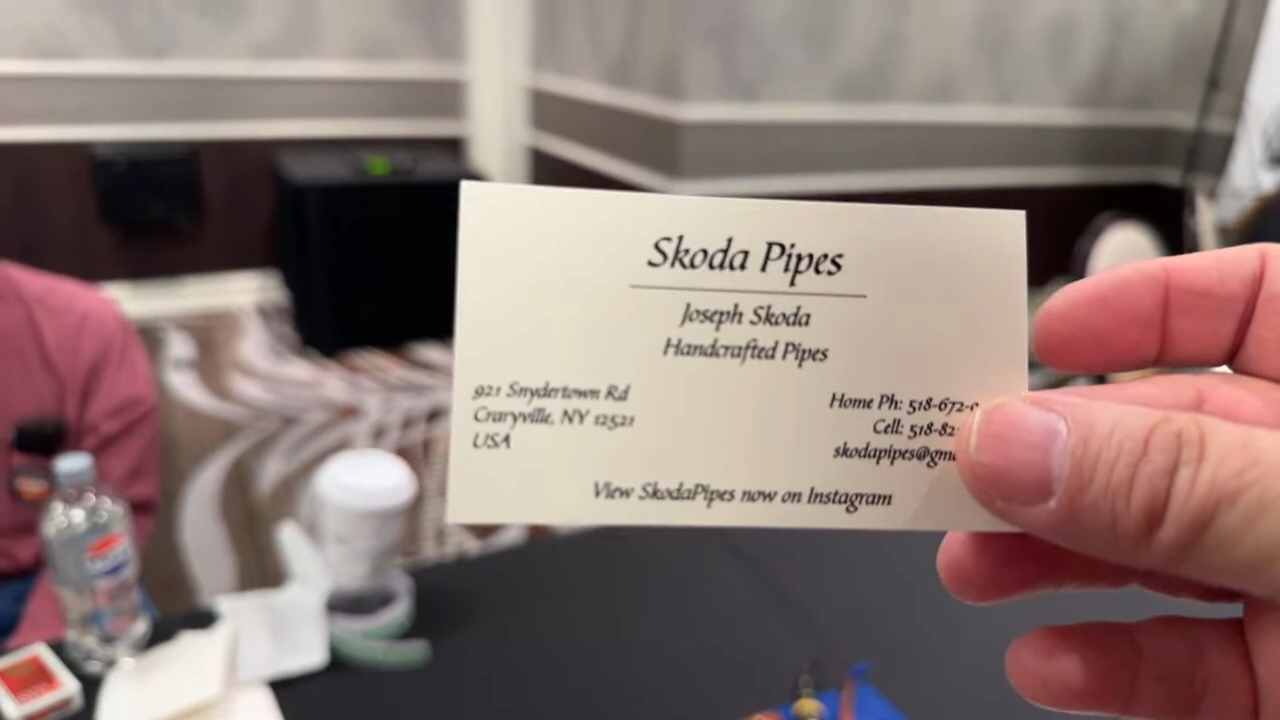 Skoda Pipes
Joseph Skoda
Handcrafted Pipes
921 Snydertown Rd
Craryville, NY 12521
USA
Home Ph: 518-672-
Cell: 518-82
skodapipes@gm
View SkodaPipes now on Instagram